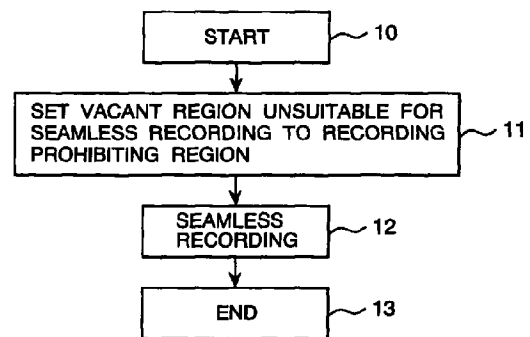 START
10
SET VACANT REGION UNSUITABLE FOR
SEAMLESS RECORDING TO RECORDING
PROHIBITING REGION
11
SEAMLESS
RECORDING
12
END
13